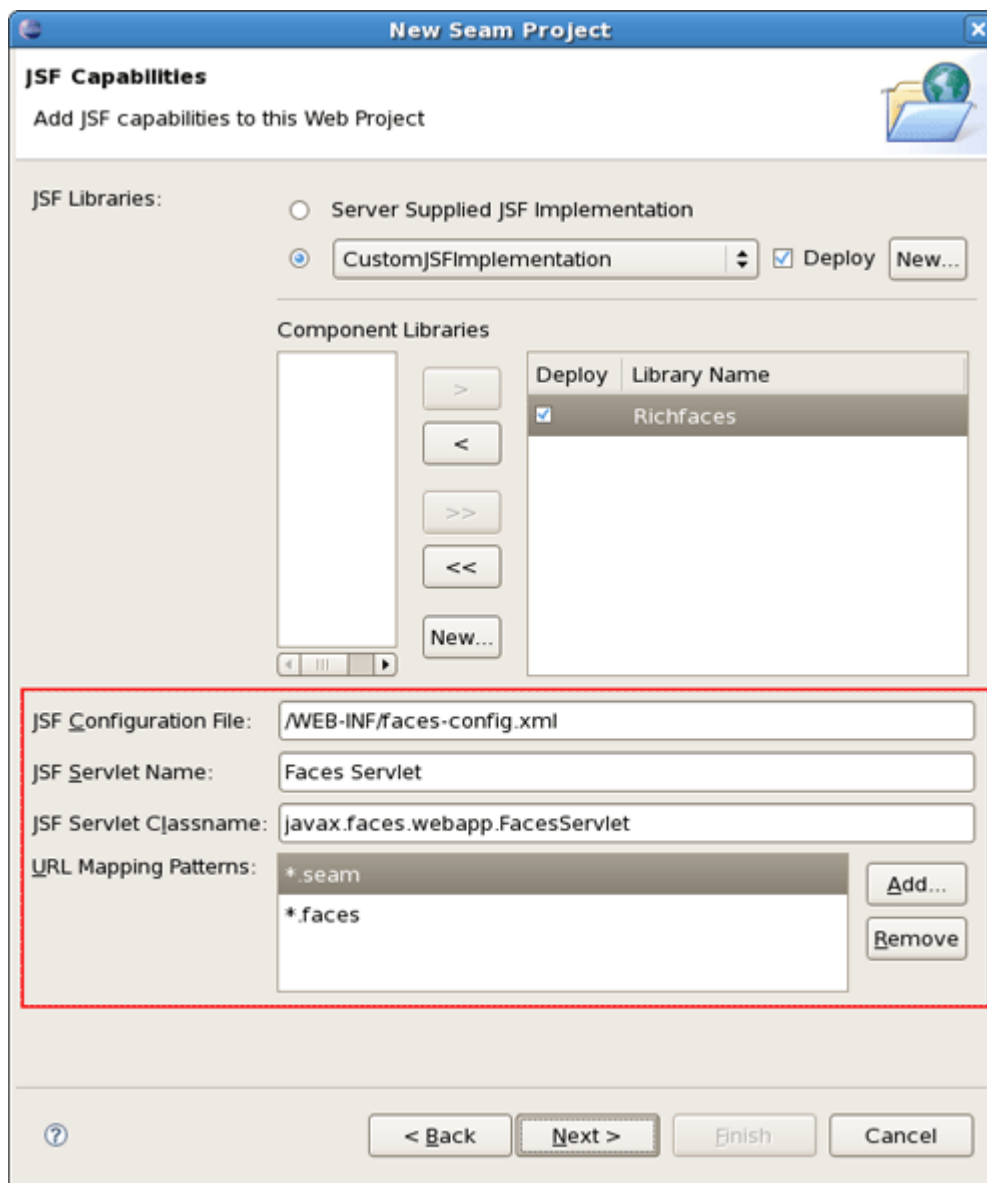 New Seam Project
JSF Capabilities
Add JSF capabilities to this Web Project
JSF Libraries:
Server Supplied JSF Implementation
CustomJSFImplementation
Deploy
New...
Component Libraries
Deploy Library Name
>
Richfaces
<
>>
<<
New...
JSF Configuration File: /WEB-INF/faces-config.xml
JSF Servlet Name: Faces Servlet
JSF Servlet Classname: javax.faces.webapp.FacesServlet
URL Mapping Patterns: *.seam
Add...
*.faces
Remove
?
< Back
Next >
Finish
Cancel